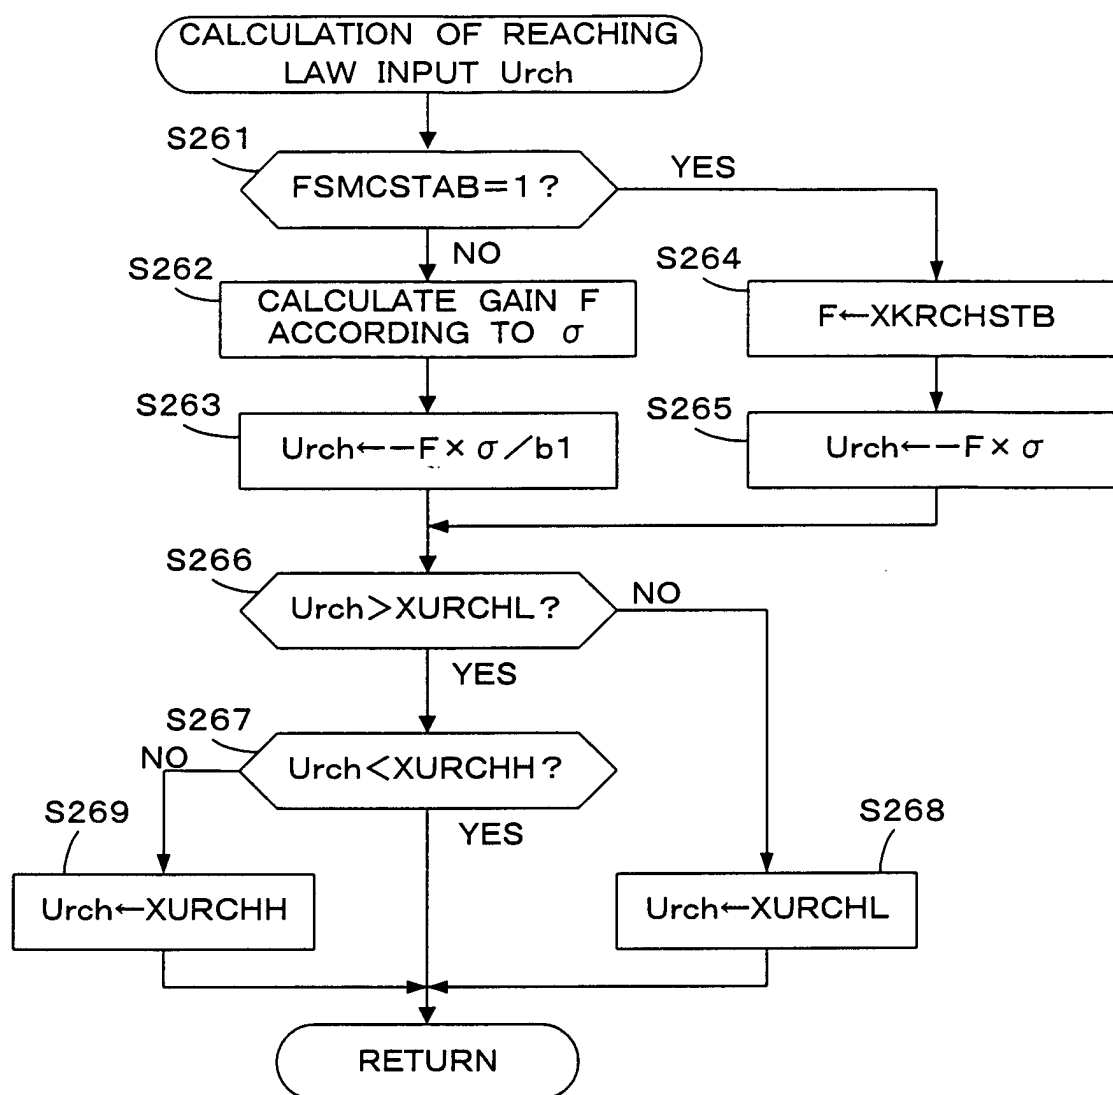 CALCULATION OF REACHING
LAW INPUT Urch
S261
FSMCSTAB=1?
YES
NO
S262
CALCULATE GAIN F
ACCORDING TO σ
S264
F←XKRCHSTB
S263
Urch←−F×σ/b1
S265
Urch←−F×σ
S266
Urch>XURCHL?
NO
YES
S267
Urch<XURCHH?
NO
YES
S269
Urch←XURCHH
S268
Urch←XURCHL
RETURN